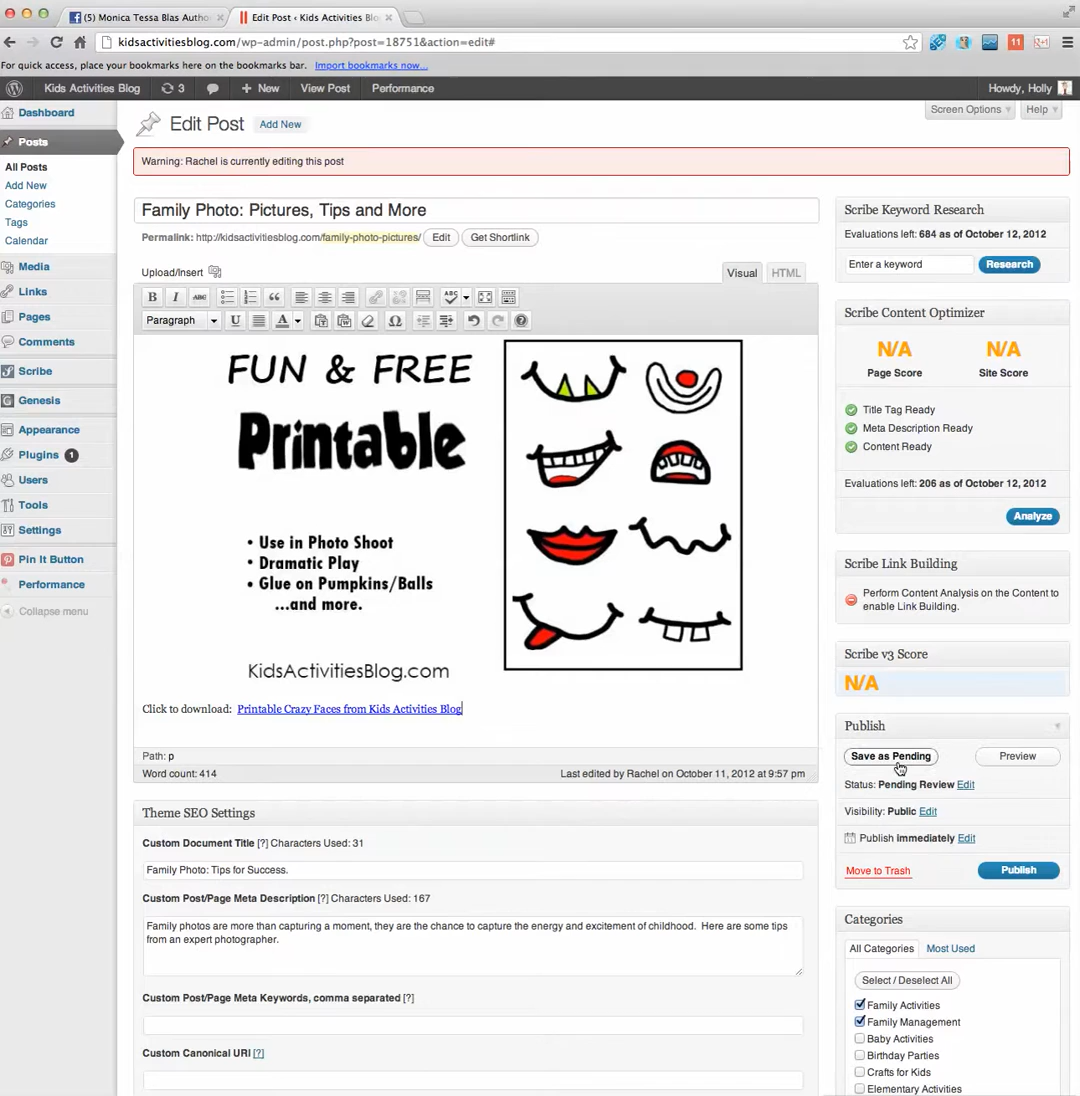 (5) Monica Tessa Blas Autho
Edit Post ‹ Kids Activities Blo
kidsactivitiesblog.com/wp-admin/post.php?post=18751&action=edit#
11
For quick access, place your bookmarks here on the bookmarks bar. Import bookmarks now...
Kids Activities Blog 3 + New View Post Performance Howdy, Holly
Dashboard
Posts
All Posts
Add New
Categories
Tags
Calendar
Media
Links
Pages
Comments
Scribe
Genesis
Appearance
Plugins 1
Users
Tools
Settings
Pin It Button
Performance
Collapse menu
Screen Options Help
Edit Post Add New
Warning: Rachel is currently editing this post
Family Photo: Pictures, Tips and More
Permalink: http://kidsactivitiesblog.com/family-photo-pictures/ Edit Get Shortlink
Upload/Insert Visual HTML
B I ABC ABC
Paragraph U A
FUN & FREE
Printable
• Use in Photo Shoot
• Dramatic Play
• Glue on Pumpkins/Balls
...and more.
KidsActivitiesBlog.com
Click to download: Printable Crazy Faces from Kids Activities Blog
Path: p
Word count: 414 Last edited by Rachel on October 11, 2012 at 9:57 pm
Theme SEO Settings
Custom Document Title [?] Characters Used: 31
Family Photo: Tips for Success.
Custom Post/Page Meta Description [?] Characters Used: 167
Family photos are more than capturing a moment, they are the chance to capture the energy and excitement of childhood. Here are some tips
from an expert photographer.
Custom Post/Page Meta Keywords, comma separated [?]
Custom Canonical URI [?]
Scribe Keyword Research
Evaluations left: 684 as of October 12, 2012
Enter a keyword Research
Scribe Content Optimizer
N/A N/A
Page Score Site Score
Title Tag Ready
Meta Description Ready
Content Ready
Evaluations left: 206 as of October 12, 2012
Analyze
Scribe Link Building
Perform Content Analysis on the Content to
enable Link Building.
Scribe v3 Score
N/A
Publish
Save as Pending Preview
Status: Pending Review Edit
Visibility: Public Edit
Publish immediately Edit
Move to Trash Publish
Categories
All Categories Most Used
Select / Deselect All
Family Activities
Family Management
Baby Activities
Birthday Parties
Crafts for Kids
Elementary Activities